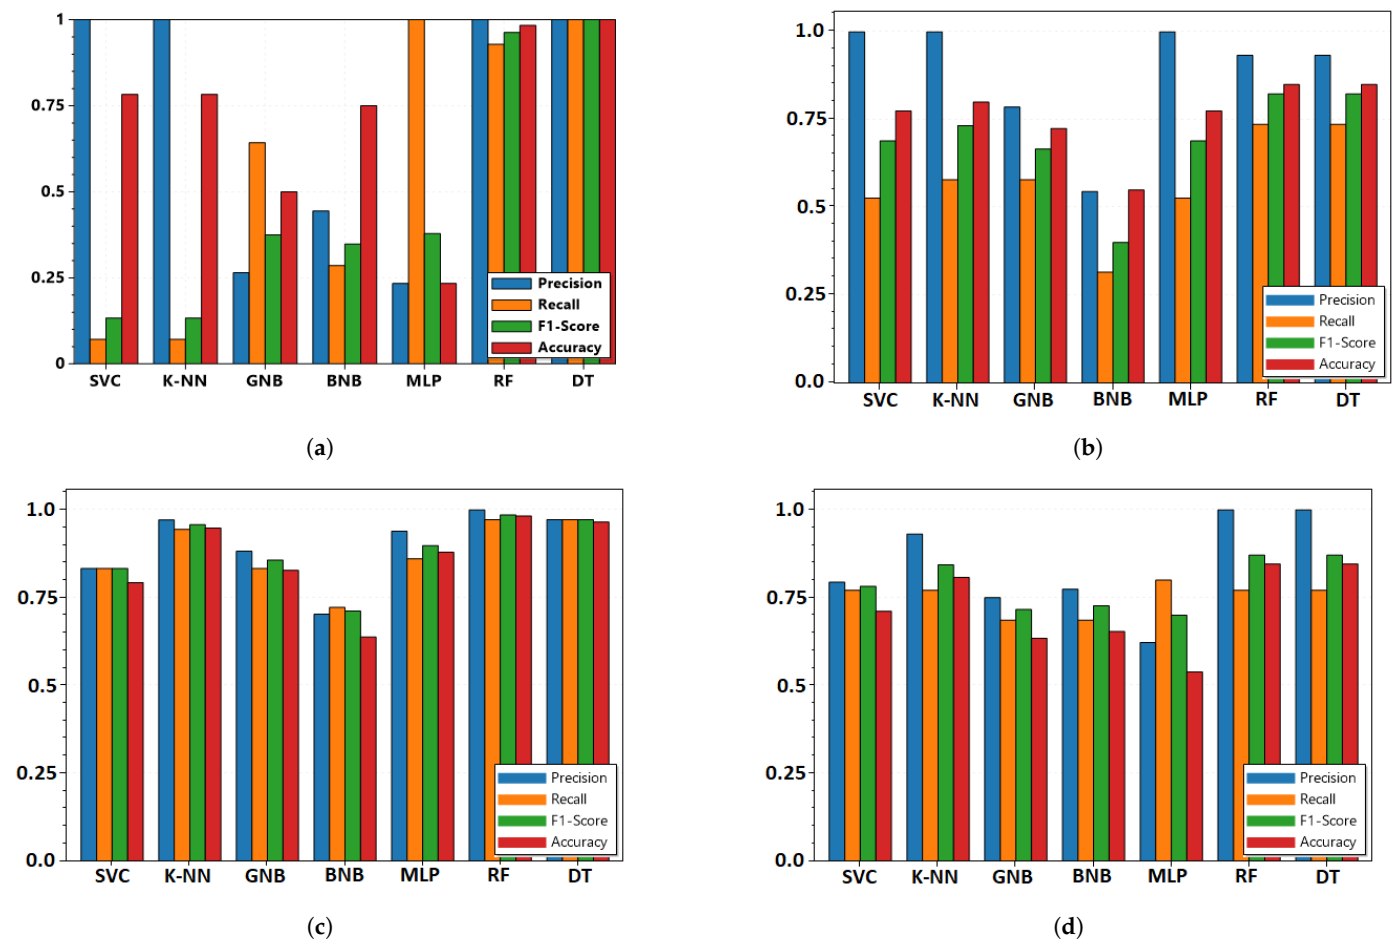 1
0.75
0.5
0.25
0
SVC K-NN GNB BNB MLP RF DT
Precision
Recall
F1-Score
Accuracy
(a)
1.0
0.75
0.5
0.25
0.0
SVC K-NN GNB BNB MLP RF DT
Precision
Recall
F1-Score
Accuracy
(b)
1.0
0.75
0.5
0.25
0.0
SVC K-NN GNB BNB MLP RF DT
Precision
Recall
F1-Score
Accuracy
(c)
1.0
0.75
0.5
0.25
0.0
SVC K-NN GNB BNB MLP RF DT
Precision
Recall
F1-Score
Accuracy
(d)